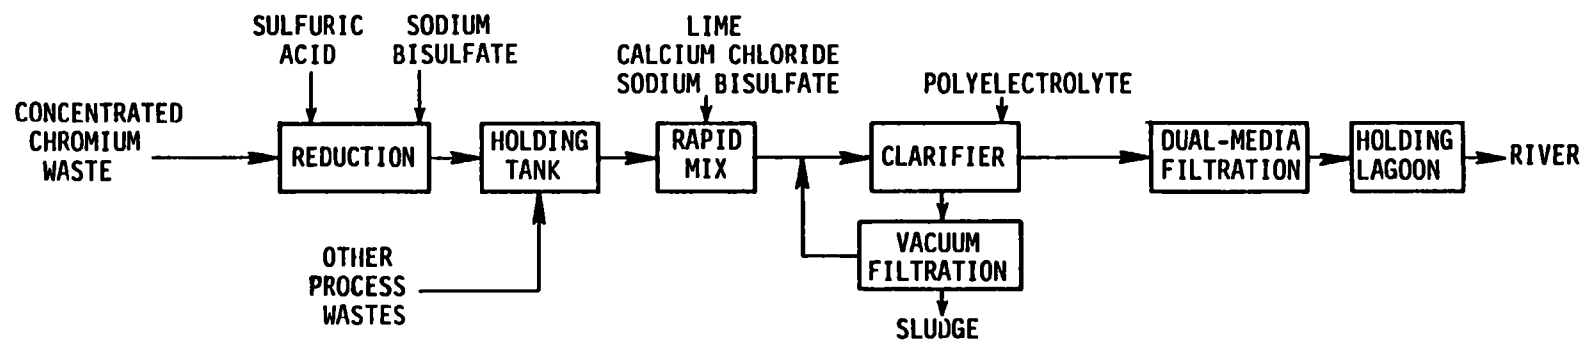 SULFURIC
ACID
SODIUM
BISULFATE
LIME
CALCIUM CHLORIDE
SODIUM BISULFATE
POLYELECTROLYTE
CONCENTRATED
CHROMIUM
WASTE
REDUCTION
HOLDING
TANK
RAPID
MIX
CLARIFIER
DUAL-MEDIA
FILTRATION
HOLDING
LAGOON
RIVER
OTHER
PROCESS
WASTES
VACUUM
FILTRATION
SLUDGE